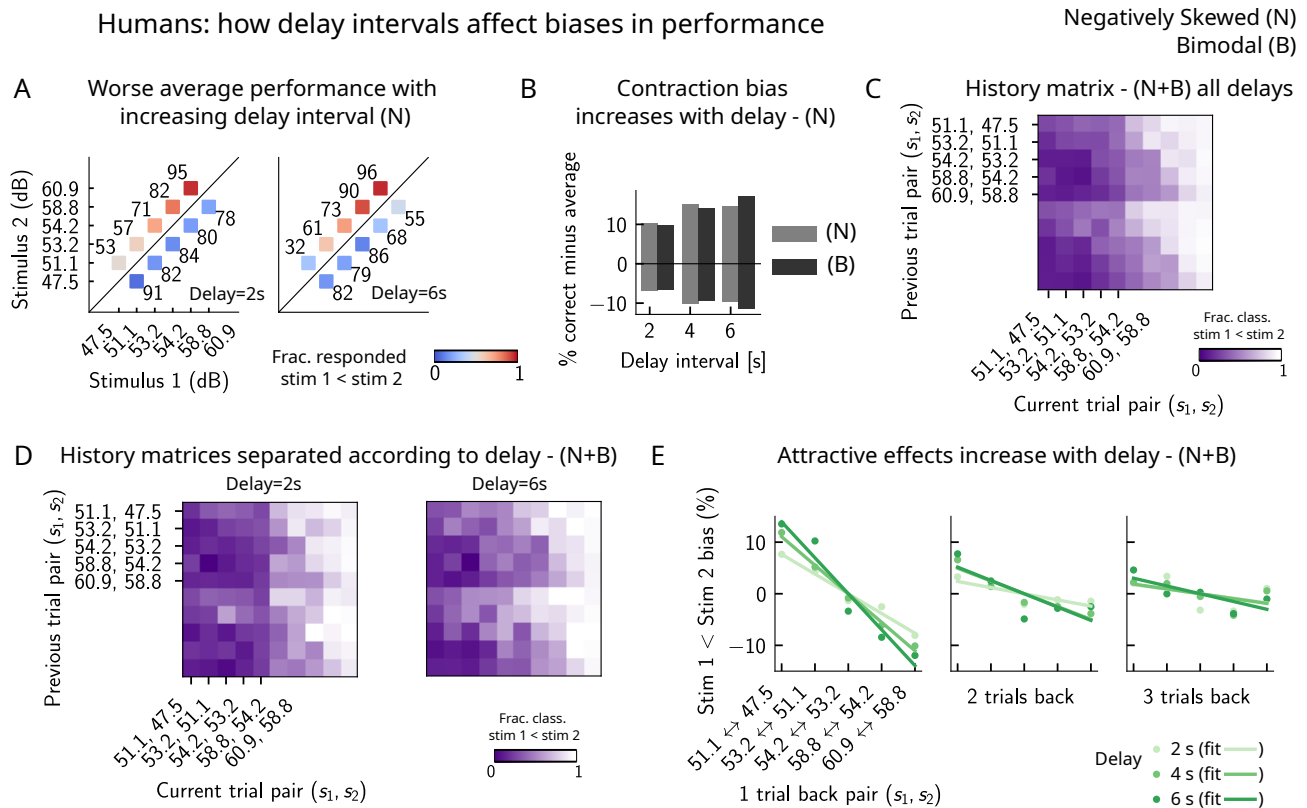 Humans: how delay intervals affect biases in performance
Negatively Skewed (N)
Bimodal (B)
A
Worse average performance with
increasing delay interval (N)
Stimulus 2 (dB)
60.9
58.8
54.2
53.2
51.1
47.5
95
82
71
57
53
78
80
84
82
91
Delay=2s
96
90
73
61
32
55
68
86
79
82
Delay=6s
47.5
51.1
53.2
54.2
58.8
60.9
Stimulus 1 (dB)
Frac. responded
stim 1 < stim 2
0
1
B
Contraction bias
increases with delay - (N)
% correct minus average
10
0
−10
2
4
6
Delay interval [s]
(N)
(B)
C
History matrix - (N+B) all delays
Previous trial pair (s₁, s₂)
51.1, 47.5
53.2, 51.1
54.2, 53.2
58.8, 54.2
60.9, 58.8
51.1, 47.5
53.2, 51.1
54.2, 53.2
58.8, 54.2
60.9, 58.8
Current trial pair (s₁, s₂)
Frac. class.
stim 1 < stim 2
0
1
D
History matrices separated according to delay - (N+B)
Delay=2s
Delay=6s
Previous trial pair (s₁, s₂)
51.1, 47.5
53.2, 51.1
54.2, 53.2
58.8, 54.2
60.9, 58.8
51.1, 47.5
53.2, 51.1
54.2, 53.2
58.8, 54.2
60.9, 58.8
Current trial pair (s₁, s₂)
Frac. class.
stim 1 < stim 2
0
1
E
Attractive effects increase with delay - (N+B)
Stim 1 < Stim 2 bias (%)
10
0
−10
51.1 ↔ 47.5
53.2 ↔ 51.1
54.2 ↔ 53.2
58.8 ↔ 54.2
60.9 ↔ 58.8
1 trial back pair (s₁, s₂)
2 trials back
3 trials back
Delay
2 s (fit )
4 s (fit )
6 s (fit )